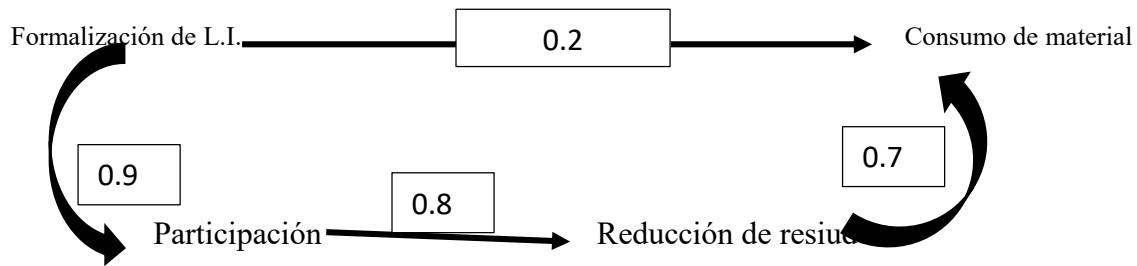 Formalización de L.I.
0.2
Consumo de material
0.9
0.8
0.7
Participación
Reducción de